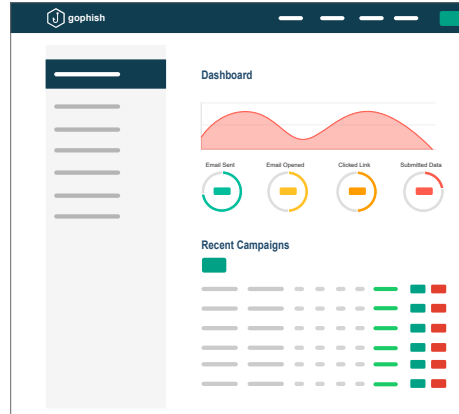 gophish
Dashboard
Email Sent
Email Opened
Clicked Link
Submitted Data
Recent Campaigns